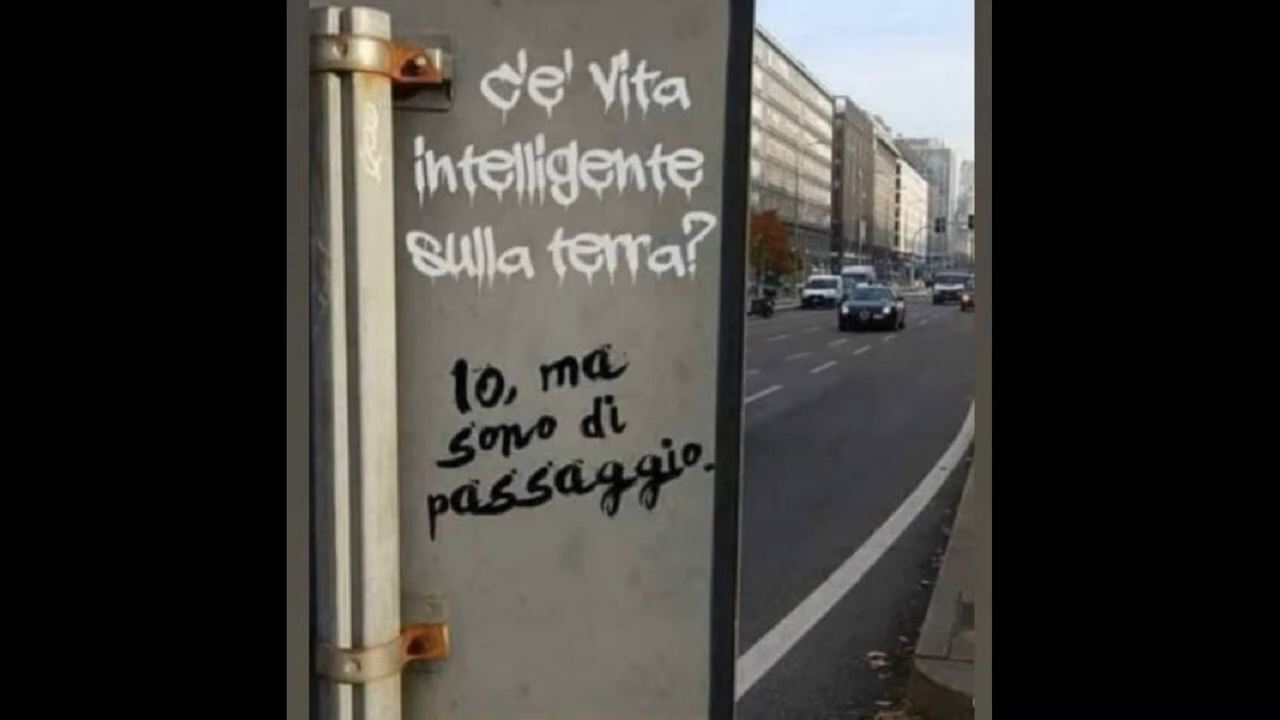 c'e' vita
intelligente
sulla terra?
Io, ma
sono di
passaggio.